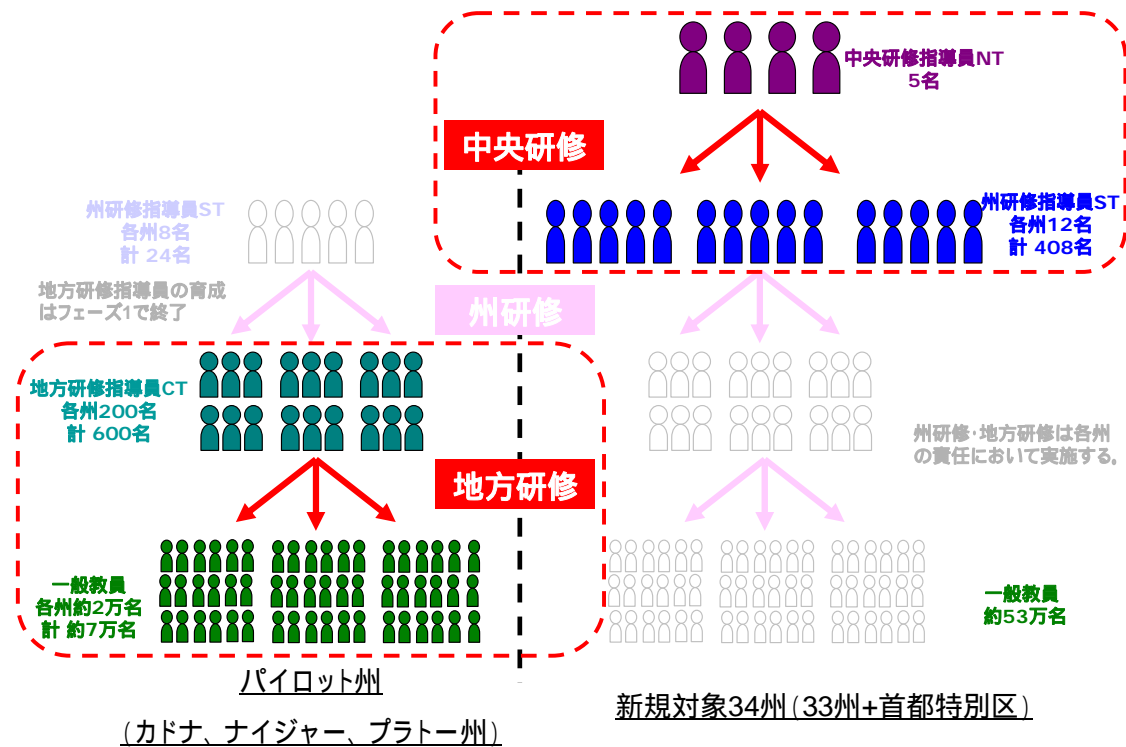 中央研修指導員NT
5名
中央研修
州研修指導員ST
各州8名
計 24名
州研修指導員ST
各州12名
計 408名
地方研修指導員の育成
はフェーズ1で終了
州研修
地方研修指導員CT
各州200名
計 600名
州研修・地方研修は各州
の責任において実施する。
地方研修
一般教員
各州約2万名
計 約7万名
一般教員
約53万名
パイロット州
（カドナ、ナイジャー、プラトー州）
新規対象34州（33州+首都特別区）